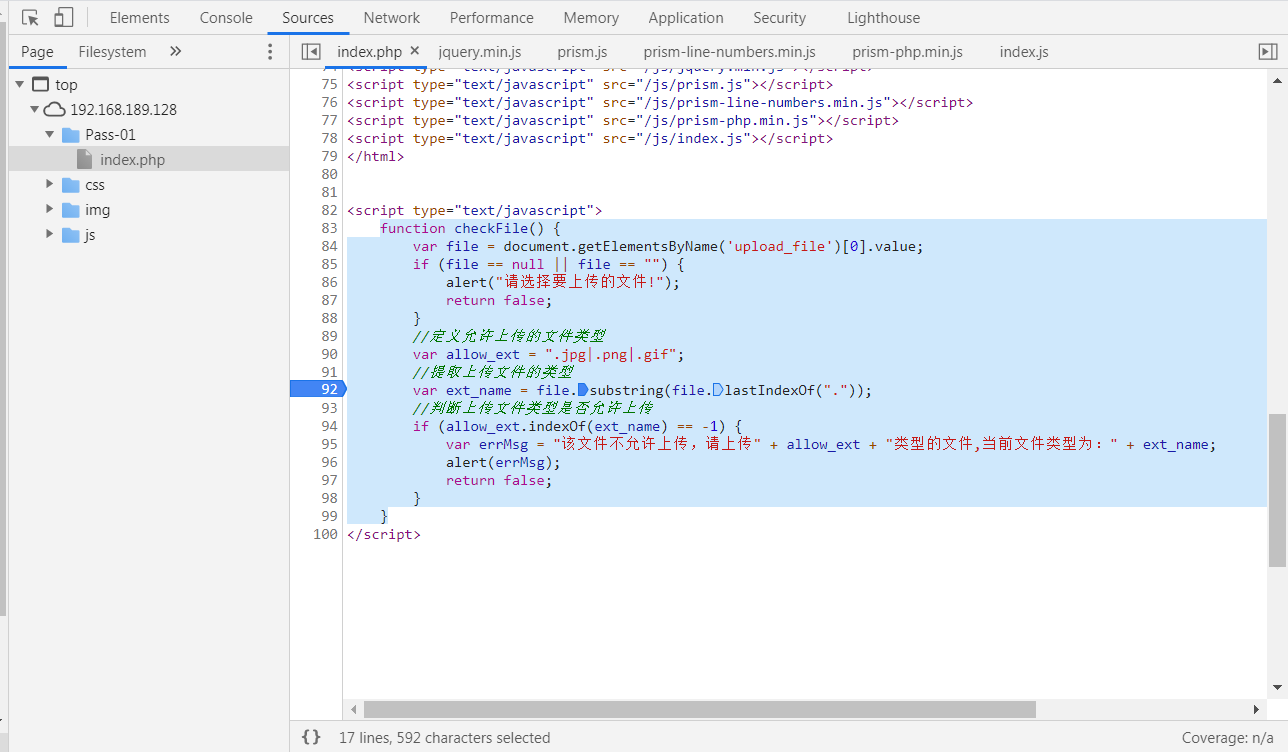 Elements Console Sources Network Performance Memory Application Security Lighthouse
Page Filesystem » index.php × jquery.min.js prism.js prism-line-numbers.min.js prism-php.min.js index.js
top
192.168.189.128
Pass-01
index.php
css
img
js
74 <script type="text/javascript" src="/js/jquery.min.js"></script>
75 <script type="text/javascript" src="/js/prism.js"></script>
76 <script type="text/javascript" src="/js/prism-line-numbers.min.js"></script>
77 <script type="text/javascript" src="/js/prism-php.min.js"></script>
78 <script type="text/javascript" src="/js/index.js"></script>
79 </html>
80
81
82 <script type="text/javascript">
83     function checkFile() {
84         var file = document.getElementsByName('upload_file')[0].value;
85         if (file == null || file == "") {
86             alert("请选择要上传的文件!");
87             return false;
88         }
89         //定义允许上传的文件类型
90         var allow_ext = ".jpg|.png|.gif";
91         //提取上传文件的类型
92         var ext_name = file.substring(file.lastIndexOf("."));
93         //判断上传文件类型是否允许上传
94         if (allow_ext.indexOf(ext_name) == -1) {
95             var errMsg = "该文件不允许上传，请上传" + allow_ext + "类型的文件,当前文件类型为：" + ext_name;
96             alert(errMsg);
97             return false;
98         }
99     }
100 </script>
{} 17 lines, 592 characters selected Coverage: n/a